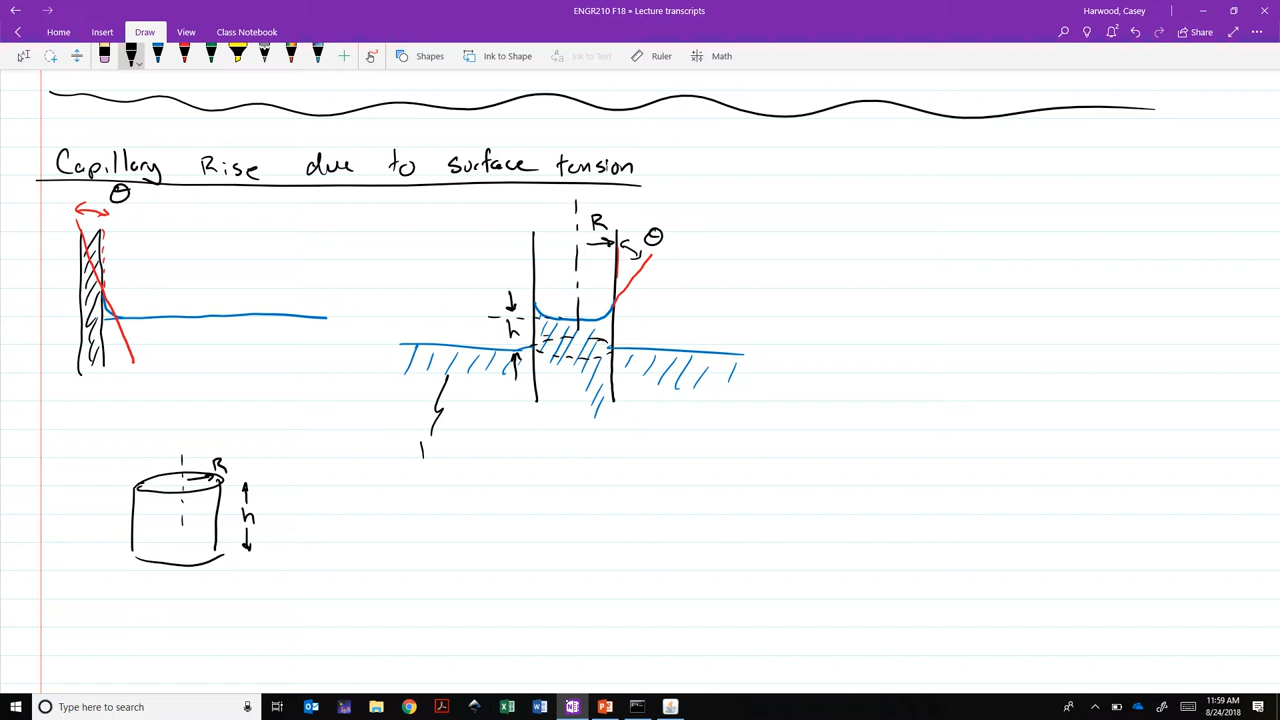 ENGR210 F18 » Lecture transcripts
Harwood, Casey
Home Insert Draw View Class Notebook
Share
Shapes Ink to Shape Ink to Text Ruler Math
Capillary Rise due to surface tension
θ
R
θ
h
R
h
Type here to search
11:59 AM
8/24/2018